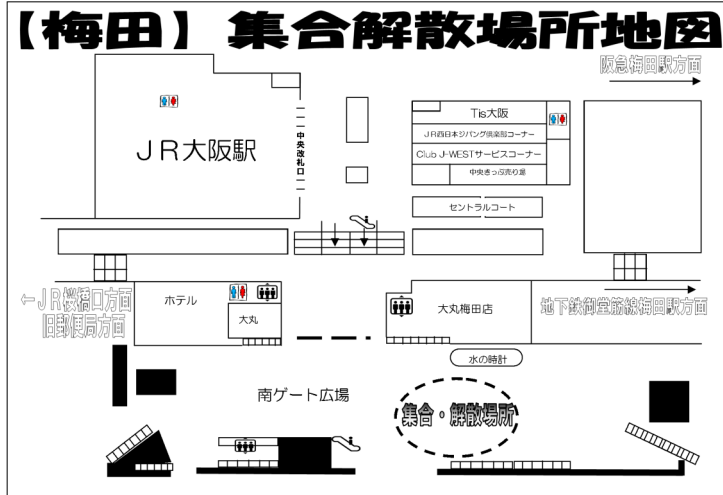 【梅田】集合解散場所地図
阪急梅田駅方面
JR大阪駅
中央改札口
Tis大阪
JR西日本ジパング倶楽部コーナー
Club J-WESTサービスコーナー
中央きっぷ売り場
セントラルコート
←JR桜橋口方面
旧郵便局方面
ホテル
大丸
大丸梅田店
地下鉄御堂筋線梅田駅方面
水の時計
南ゲート広場
集合・解散場所